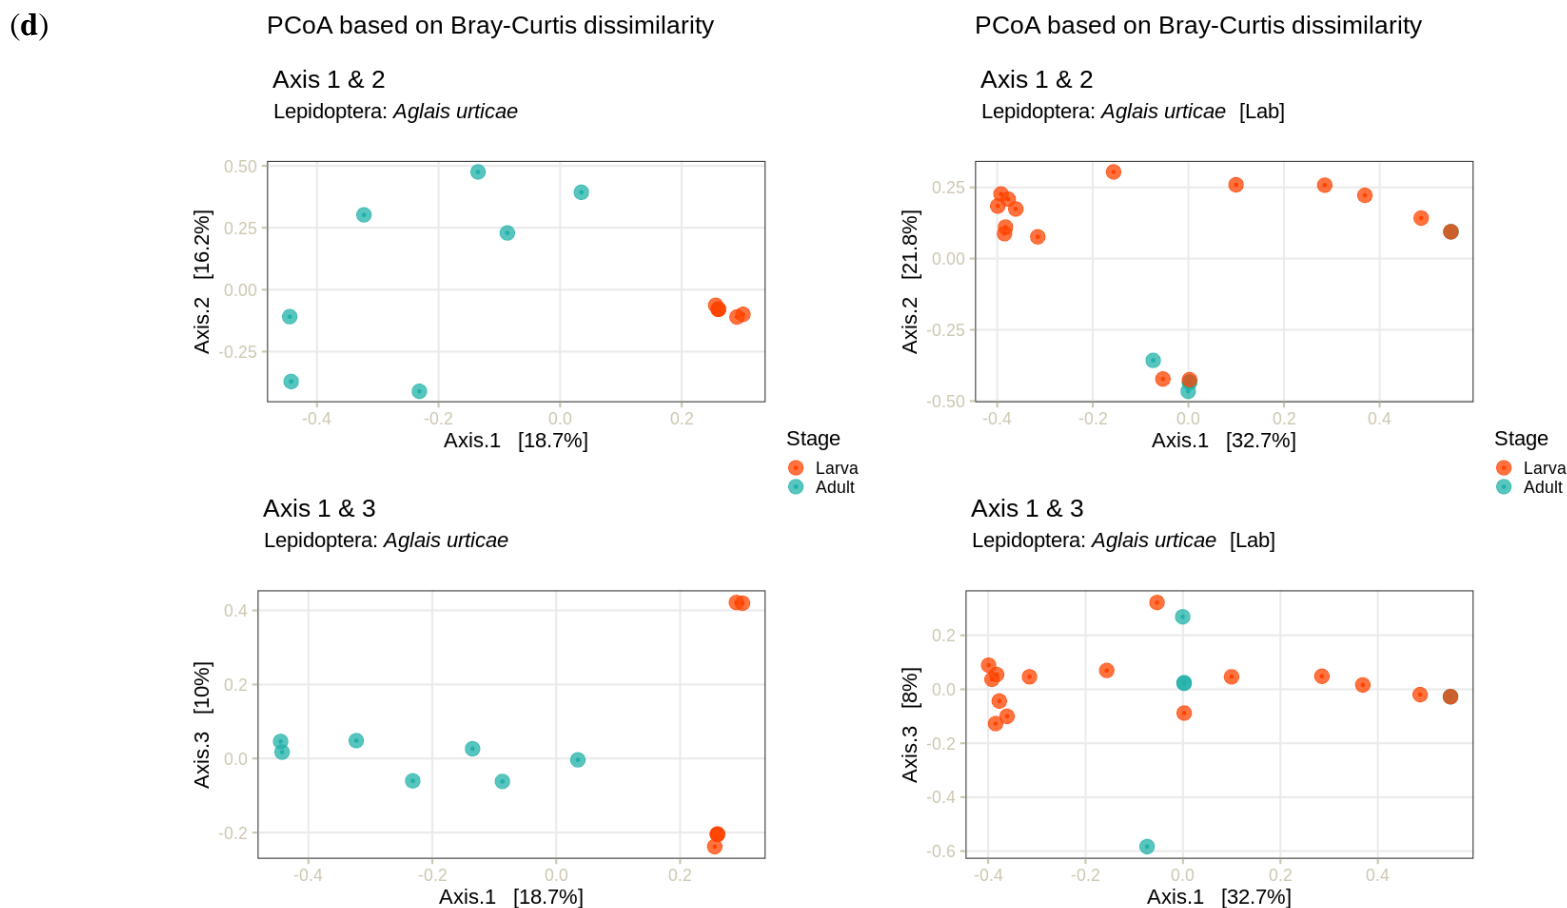 (d)
PCoA based on Bray-Curtis dissimilarity
Axis 1 & 2
Lepidoptera: Aglais urticae
0.50
0.25
0.00
-0.25
Axis.2 [16.2%]
-0.4
-0.2
0.0
0.2
Axis.1 [18.7%]
Stage
Larva
Adult
Axis 1 & 3
Lepidoptera: Aglais urticae
0.4
0.2
0.0
-0.2
Axis.3 [10%]
-0.4
-0.2
0.0
0.2
Axis.1 [18.7%]
PCoA based on Bray-Curtis dissimilarity
Axis 1 & 2
Lepidoptera: Aglais urticae [Lab]
0.25
0.00
-0.25
-0.50
Axis.2 [21.8%]
-0.4
-0.2
0.0
0.2
0.4
Axis.1 [32.7%]
Stage
Larva
Adult
Axis 1 & 3
Lepidoptera: Aglais urticae [Lab]
0.2
0.0
-0.2
-0.4
-0.6
Axis.3 [8%]
-0.4
-0.2
0.0
0.2
0.4
Axis.1 [32.7%]